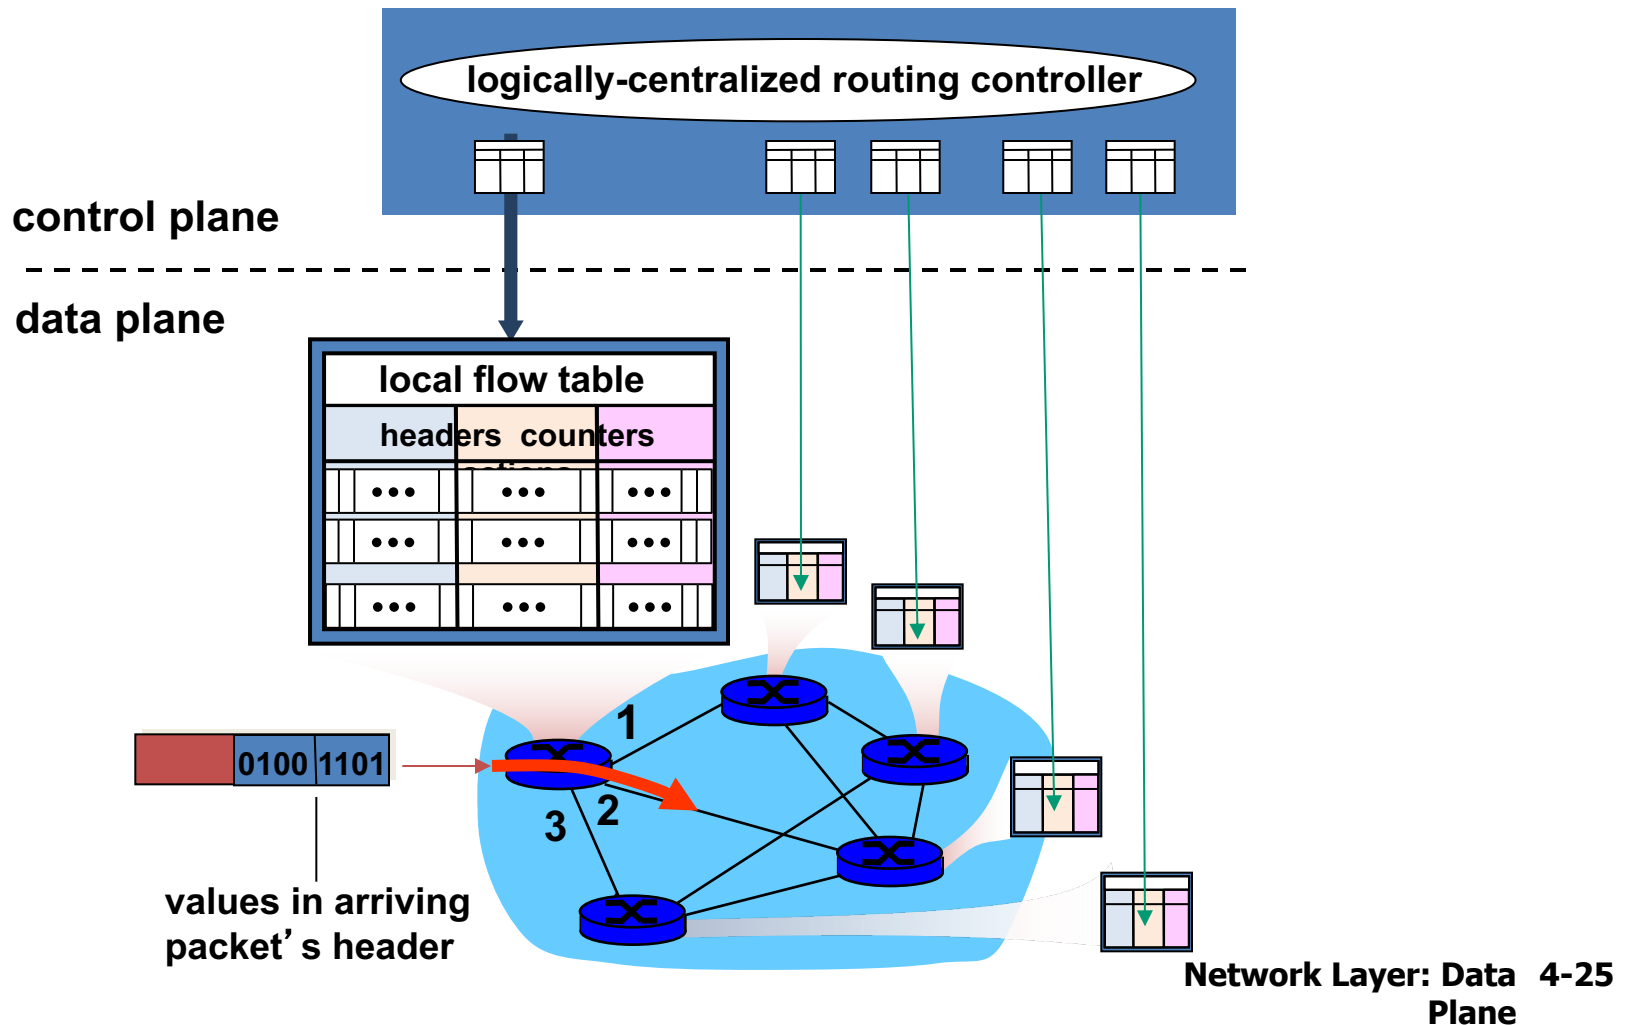 logically-centralized routing controller
control plane
data plane
local flow table
headers counters
actions
1
2
3
0100 1101
values in arriving
packet’s header
Network Layer: Data 4-25
Plane